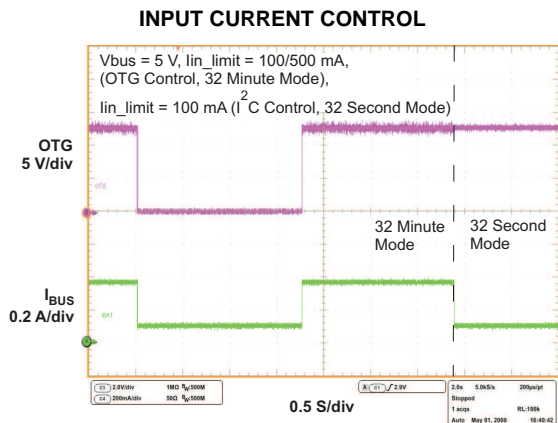 INPUT CURRENT CONTROL
Vbus = 5 V, Iin_limit = 100/500 mA,
(OTG Control, 32 Minute Mode),
Iin_limit = 100 mA (I2C Control, 32 Second Mode)
OTG
5 V/div
OTG
32 Minute
Mode
32 Second
Mode
IBUS
0.2 A/div
IBAT
C3 2.0V/div 1MΩ BW:500M
C4 200mA/div 50Ω BW:500M
0.5 S/div
A C1 2.9V
2.0s 5.0kS/s 200µs/pt
Stopped
1 acqs RL:100k
Auto May 01, 2008 16:40:42